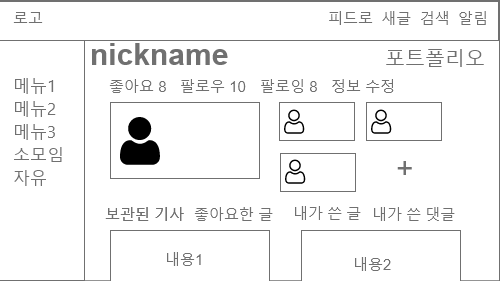 로고 피드로 새글 검색 알림
nickname 포트폴리오
좋아요 8 팔로우 10 팔로잉 8 정보 수정
메뉴1
메뉴2
메뉴3
소모임
자유
+
보관된 기사 좋아요한 글 내가 쓴 글 내가 쓴 댓글
내용1 내용2